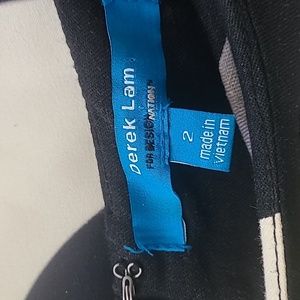 Derek Lam
FOR DESIGNATION
2
made in
vietnam